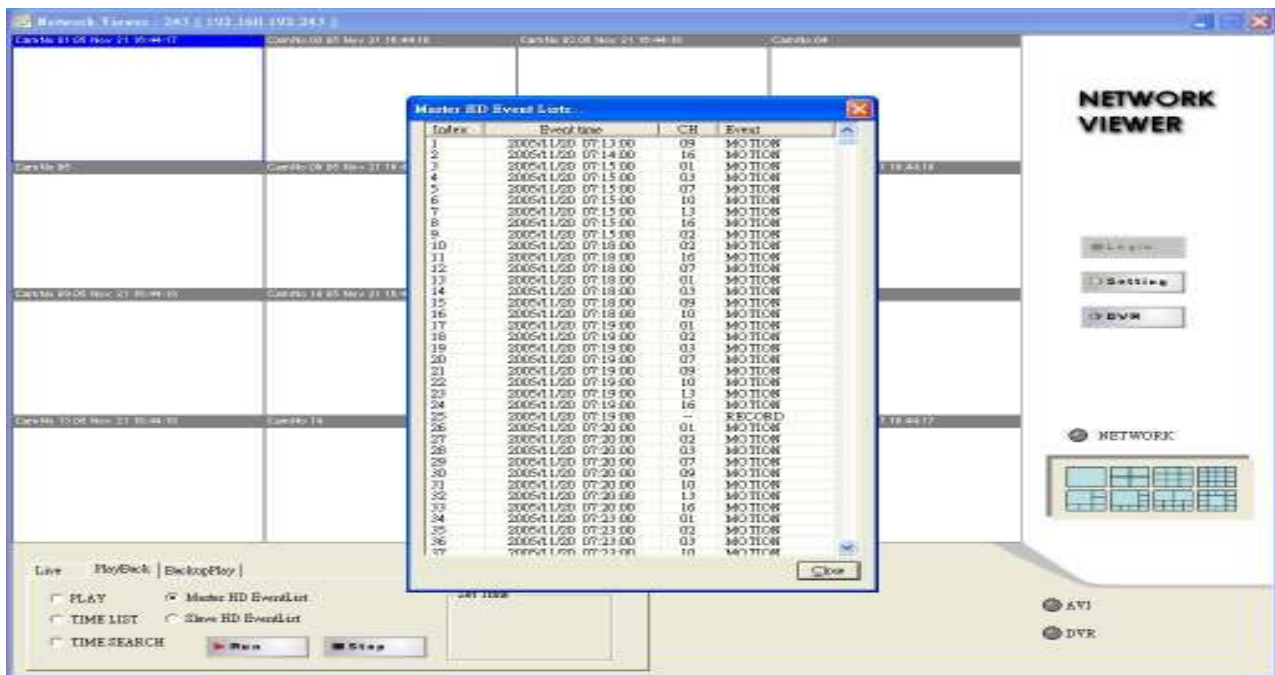 Network Viewer
Master HD Event Lists...
Index Event time CH Event
1 2005/11/20 07:13:00 09 MOTION
2 2005/11/20 07:14:00 16 MOTION
3 2005/11/20 07:15:00 01 MOTION
4 2005/11/20 07:15:00 03 MOTION
5 2005/11/20 07:15:00 07 MOTION
6 2005/11/20 07:15:00 10 MOTION
7 2005/11/20 07:15:00 13 MOTION
8 2005/11/20 07:15:00 16 MOTION
9 2005/11/20 07:15:00 02 MOTION
10 2005/11/20 07:18:00 02 MOTION
11 2005/11/20 07:18:00 16 MOTION
12 2005/11/20 07:18:00 07 MOTION
13 2005/11/20 07:18:00 01 MOTION
14 2005/11/20 07:18:00 03 MOTION
15 2005/11/20 07:18:00 09 MOTION
16 2005/11/20 07:18:00 10 MOTION
17 2005/11/20 07:19:00 01 MOTION
18 2005/11/20 07:19:00 02 MOTION
19 2005/11/20 07:19:00 03 MOTION
20 2005/11/20 07:19:00 07 MOTION
21 2005/11/20 07:19:00 09 MOTION
22 2005/11/20 07:19:00 10 MOTION
23 2005/11/20 07:19:00 13 MOTION
24 2005/11/20 07:19:00 16 MOTION
25 2005/11/20 07:19:00 -- RECORD
26 2005/11/20 07:20:00 01 MOTION
27 2005/11/20 07:20:00 02 MOTION
28 2005/11/20 07:20:00 03 MOTION
29 2005/11/20 07:20:00 07 MOTION
30 2005/11/20 07:20:00 09 MOTION
31 2005/11/20 07:20:00 10 MOTION
32 2005/11/20 07:20:00 13 MOTION
33 2005/11/20 07:20:00 16 MOTION
34 2005/11/20 07:23:00 01 MOTION
35 2005/11/20 07:23:00 02 MOTION
36 2005/11/20 07:23:00 03 MOTION
37 2005/11/20 07:23:00 10 MOTION
Close
NETWORK
VIEWER
Login
Setting
DVR
NETWORK
Live PlayBack BackupPlay
PLAY Master HD EventList
TIME LIST Slave HD EventList
TIME SEARCH Run Stop
AVI
DVR